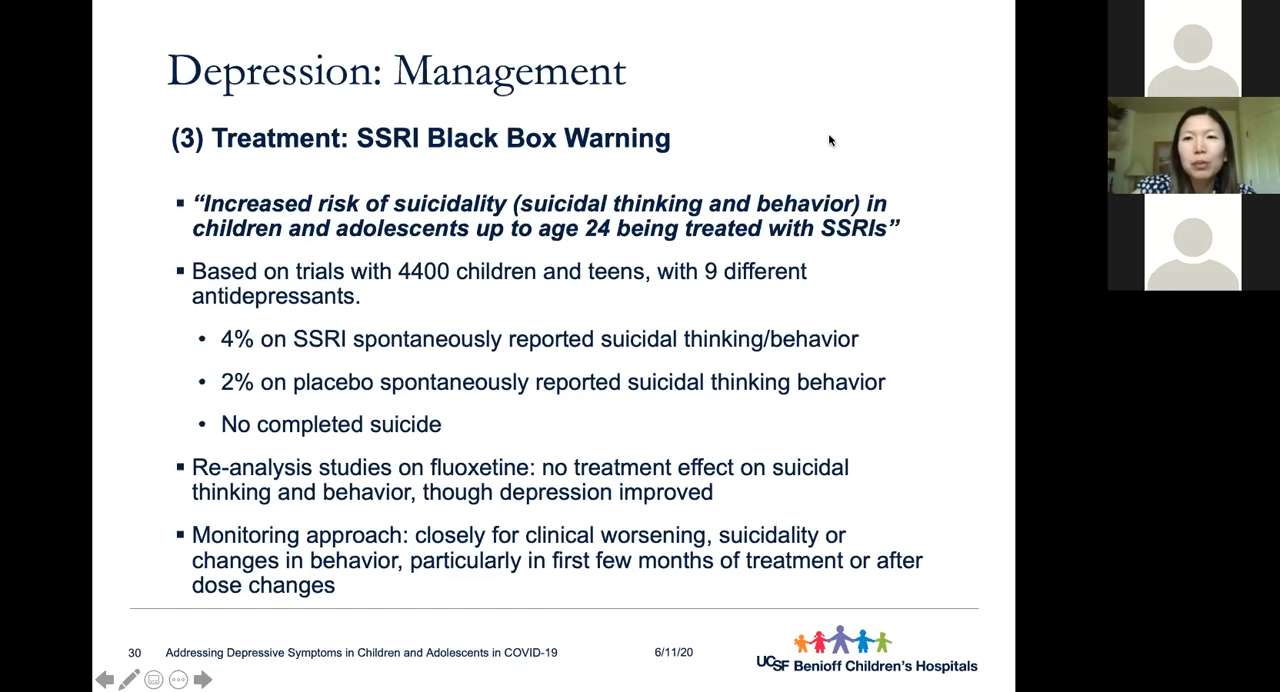 Depression: Management
(3) Treatment: SSRI Black Box Warning
▪ “Increased risk of suicidality (suicidal thinking and behavior) in
children and adolescents up to age 24 being treated with SSRIs”
▪ Based on trials with 4400 children and teens, with 9 different
antidepressants.
• 4% on SSRI spontaneously reported suicidal thinking/behavior
• 2% on placebo spontaneously reported suicidal thinking behavior
• No completed suicide
▪ Re-analysis studies on fluoxetine: no treatment effect on suicidal
thinking and behavior, though depression improved
▪ Monitoring approach: closely for clinical worsening, suicidality or
changes in behavior, particularly in first few months of treatment or after
dose changes
30 Addressing Depressive Symptoms in Children and Adolescents in COVID-19 6/11/20
UCSF Benioff Children's Hospitals